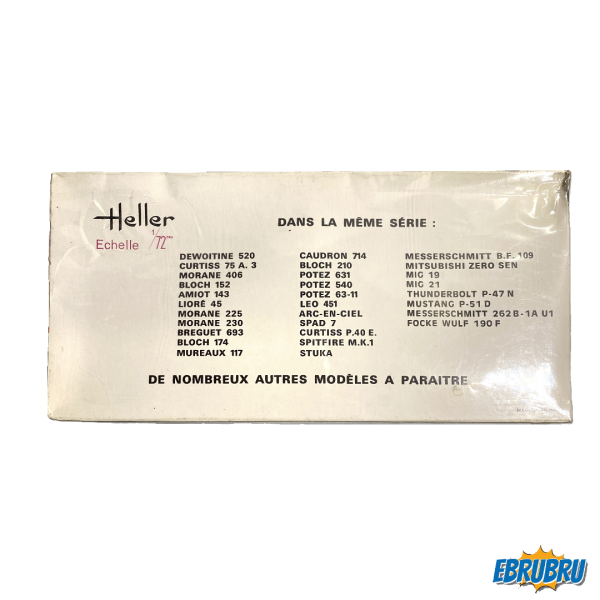 Heller
Echelle 1/72ème
DANS LA MÊME SÉRIE :
DEWOITINE 520
CURTISS 75 A. 3
MORANE 406
BLOCH 152
AMIOT 143
LIORÉ 45
MORANE 225
MORANE 230
BREGUET 693
BLOCH 174
MUREAUX 117
CAUDRON 714
BLOCH 210
POTEZ 631
POTEZ 540
POTEZ 63-11
LEO 451
ARC-EN-CIEL
SPAD 7
CURTISS P.40 E.
SPITFIRE M.K.1
STUKA
MESSERSCHMITT B.F. 109
MITSUBISHI ZERO SEN
MIG 19
MIG 21
THUNDERBOLT P-47 N
MUSTANG P-51 D
MESSERSCHMITT 262 B-1A U1
FOCKE WULF 190 F
DE NOMBREUX AUTRES MODÈLES A PARAITRE
EBRUBRU